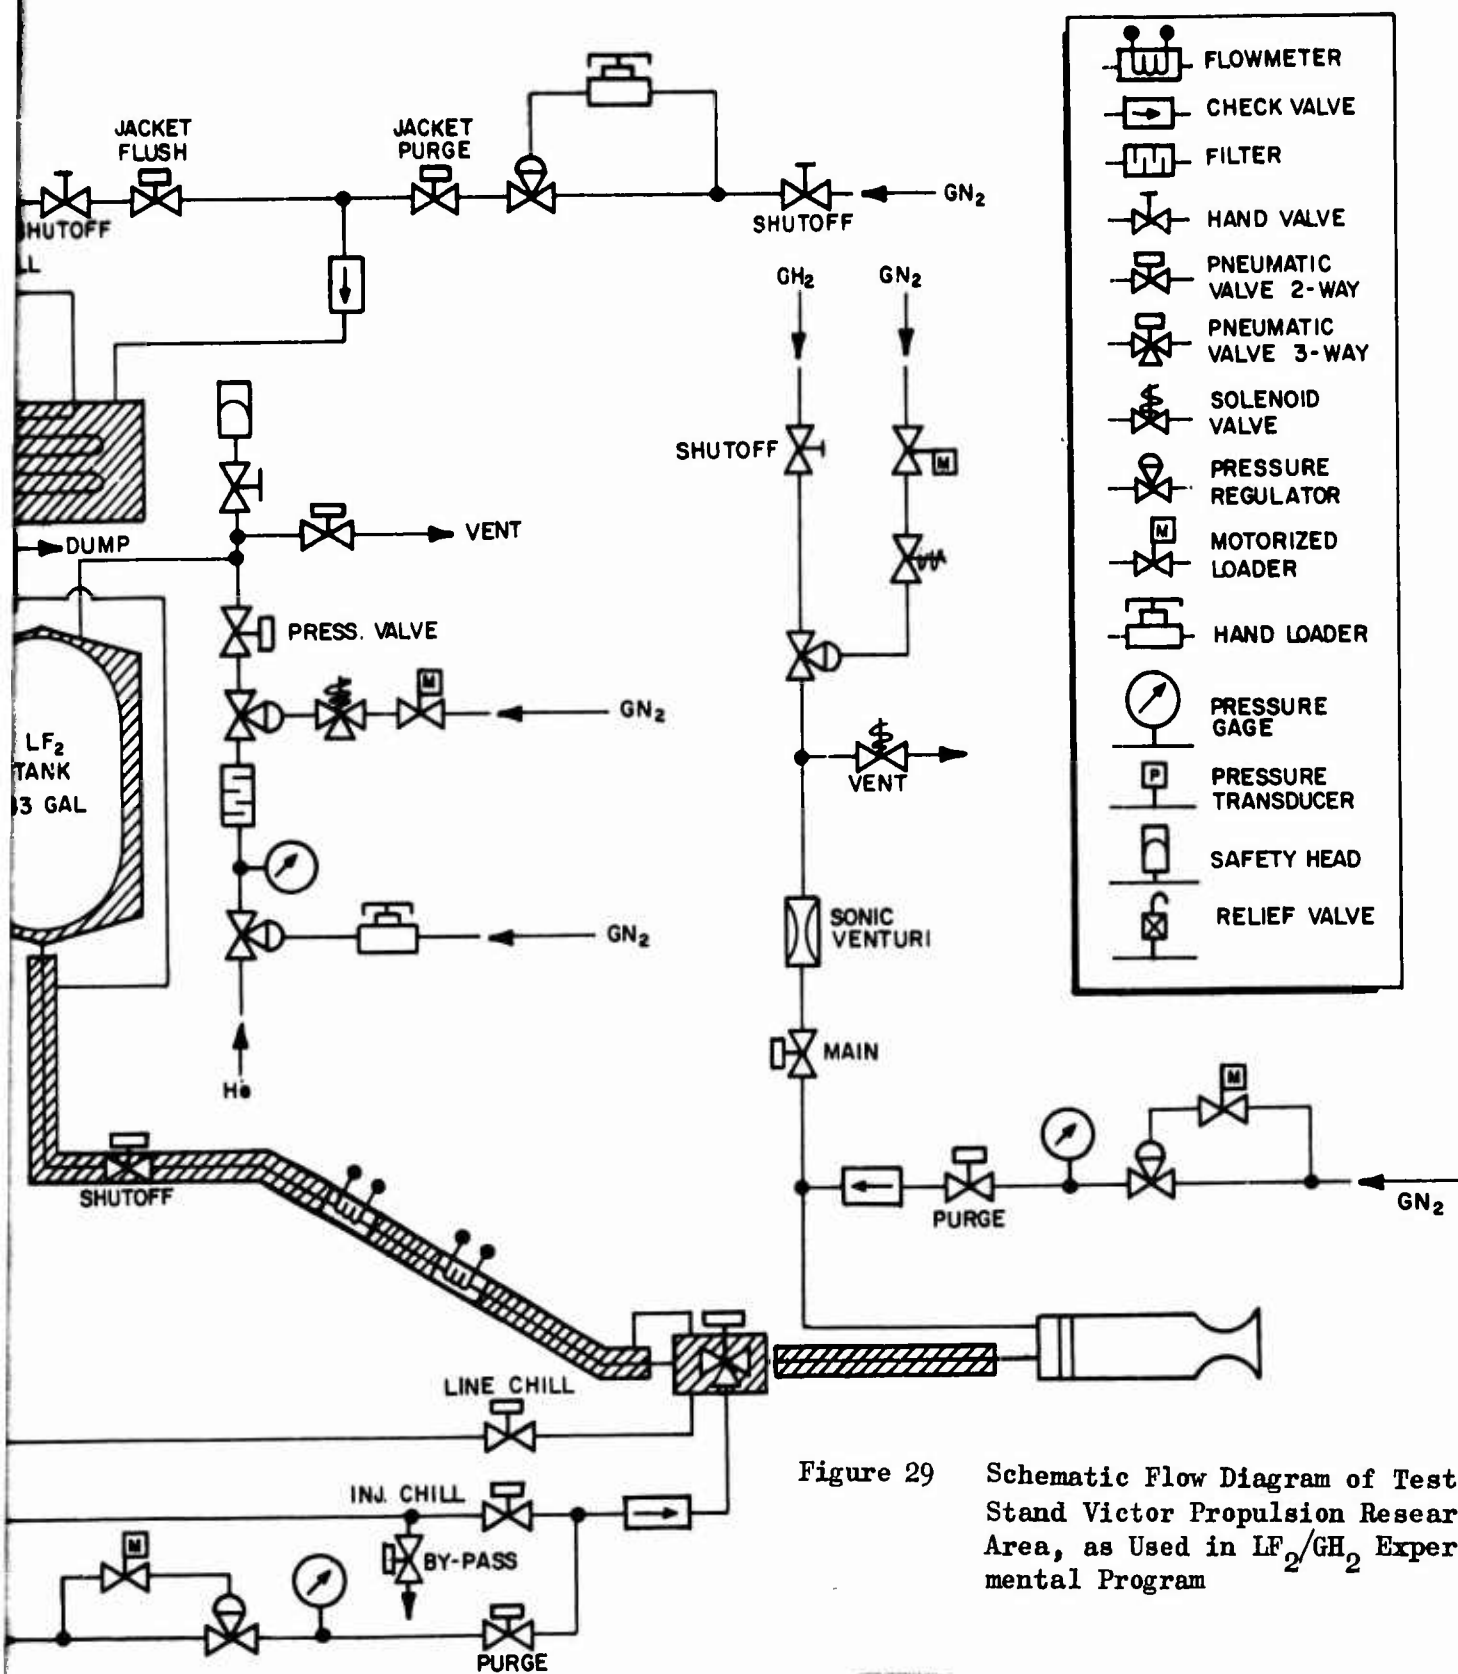 JACKET
FLUSH
JACKET
PURGE
GN2
SHUTOFF
HUTOFF
LL
GH2
GN2
SHUTOFF
M
VENT
DUMP
PRESS. VALVE
M
GN2
LF2
TANK
33 GAL
VENT
SONIC
VENTURI
GN2
MAIN
He
M
SHUTOFF
PURGE
GN2
LINE CHILL
INJ. CHILL
M
BY-PASS
PURGE
FLOWMETER
CHECK VALVE
FILTER
HAND VALVE
PNEUMATIC
VALVE 2-WAY
PNEUMATIC
VALVE 3-WAY
SOLENOID
VALVE
PRESSURE
REGULATOR
M
MOTORIZED
LOADER
HAND LOADER
PRESSURE
GAGE
P
PRESSURE
TRANSDUCER
SAFETY HEAD
RELIEF VALVE
Figure 29 Schematic Flow Diagram of Test
Stand Victor Propulsion Resear
Area, as Used in LF2/GH2 Exper
mental Program